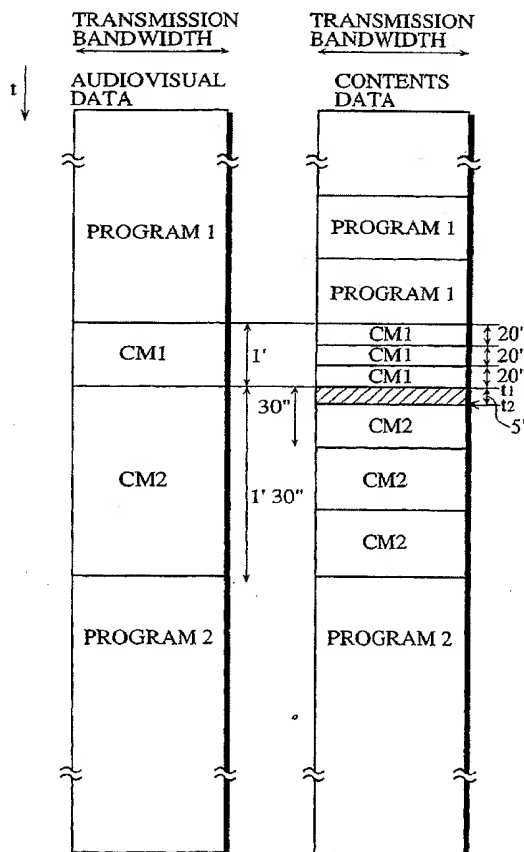 TRANSMISSION
BANDWIDTH
TRANSMISSION
BANDWIDTH
t
AUDIOVISUAL
DATA
CONTENTS
DATA
PROGRAM 1
PROGRAM 1
PROGRAM 1
CM1
1'
CM1
20'
CM1
20'
CM1
20'
t1
t2
5'
30"
CM2
CM2
1' 30"
CM2
CM2
PROGRAM 2
PROGRAM 2